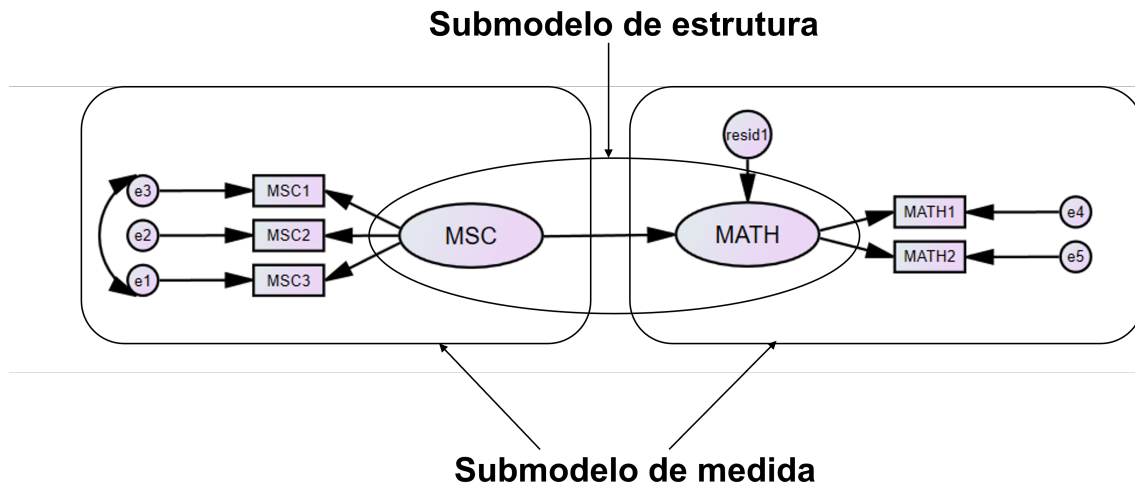 Submodelo de estrutura
resid1
e3 MSC1
MATH1 e4
e2 MSC2 MSC MATH
MATH2 e5
e1 MSC3
Submodelo de medida